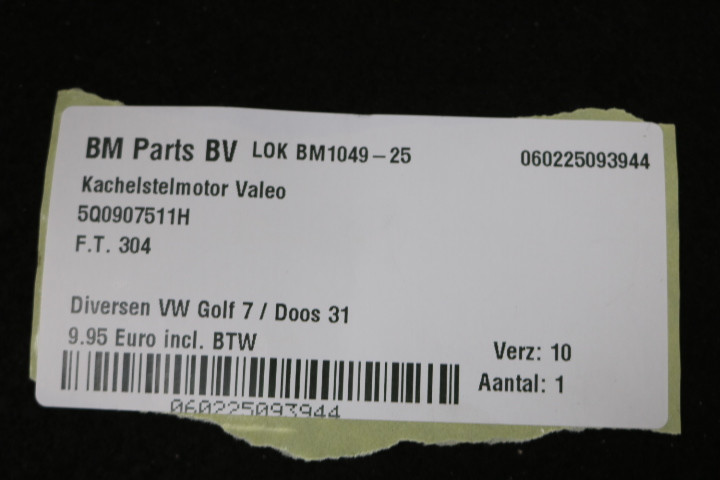 BM Parts BV LOK BM1049-25 060225093944
Kachelstelmotor Valeo
5Q0907511H
F.T. 304
Diversen VW Golf 7 / Doos 31
9.95 Euro incl. BTW
Verz: 10
Aantal: 1
060225093944